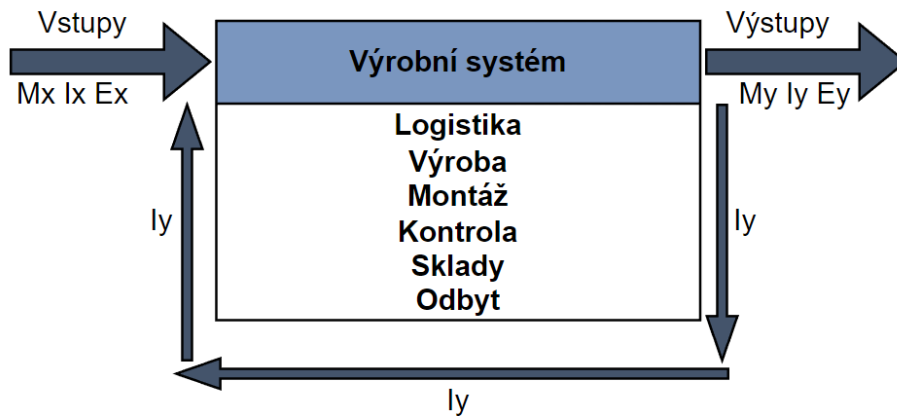 Vstupy
Výstupy
Výrobní systém
Mx Ix Ex
My Iy Ey
Logistika
Výroba
Montáž
Kontrola
Sklady
Odbyt
Iy
Iy
Iy